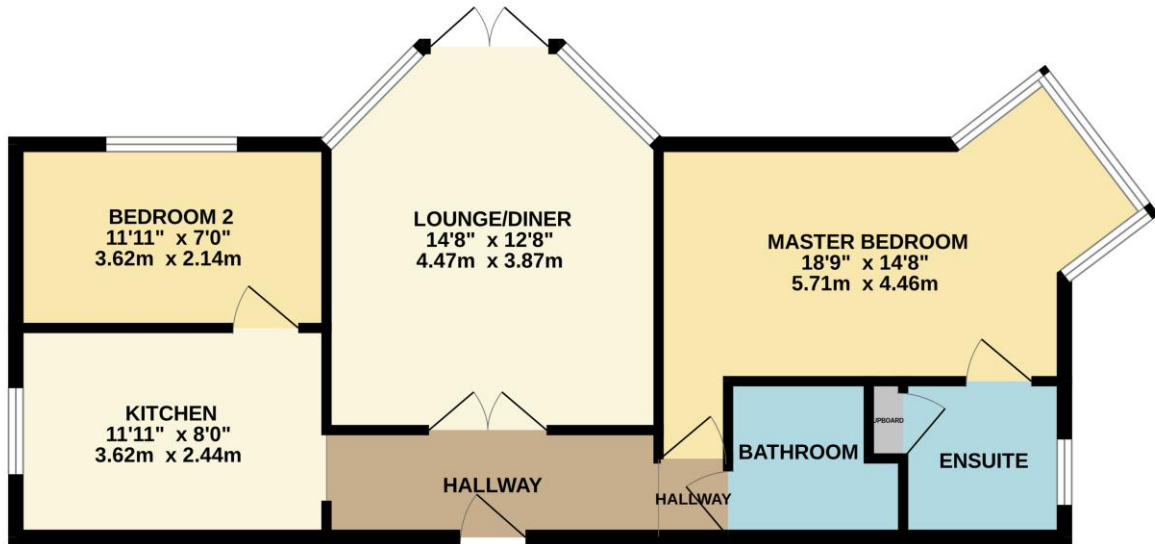 BEDROOM 2
11'11" x 7'0"
3.62m x 2.14m
LOUNGE/DINER
14'8" x 12'8"
4.47m x 3.87m
MASTER BEDROOM
18'9" x 14'8"
5.71m x 4.46m
KITCHEN
11'11" x 8'0"
3.62m x 2.44m
HALLWAY
HALLWAY
BATHROOM
UPBOARD
ENSUITE